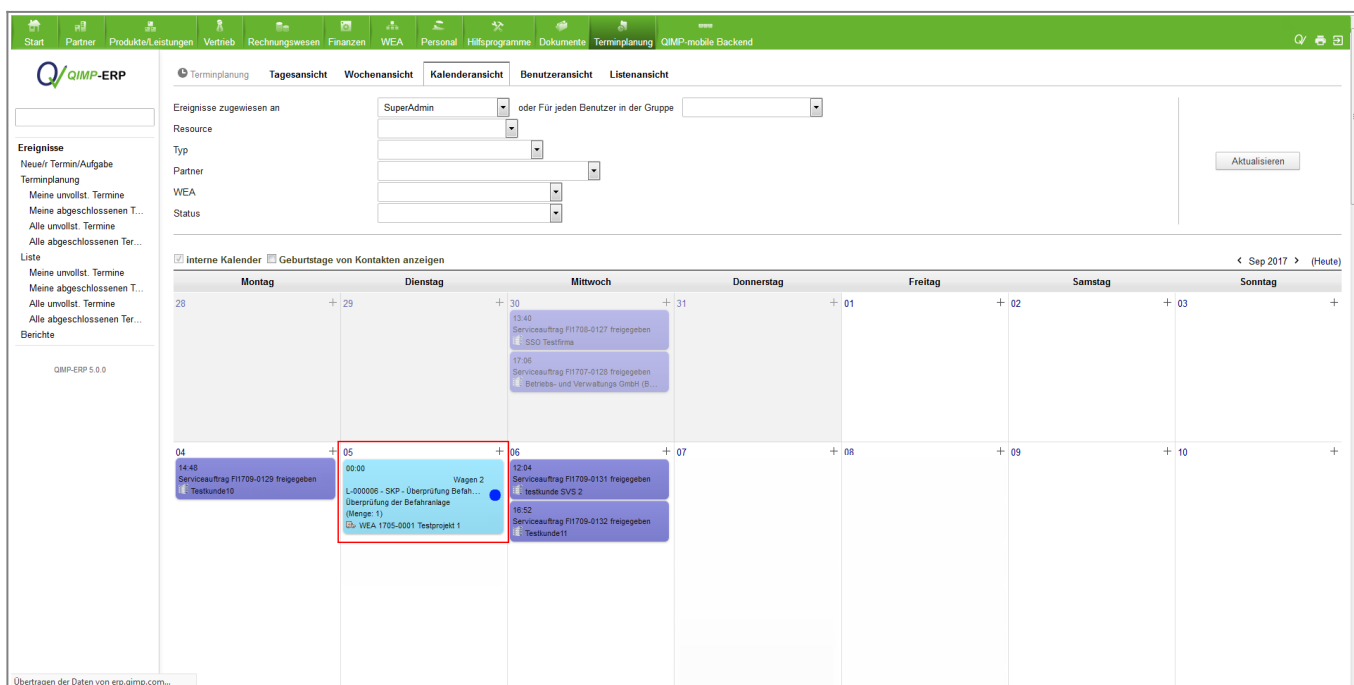 Start Partner Produkte/Leistungen Vertrieb Rechnungswesen Finanzen WEA Personal Hilfsprogramme Dokumente Terminplanung QIMP-mobile Backend
QIMP-ERP
Terminplanung Tagesansicht Wochenansicht Kalenderansicht Benutzeransicht Listenansicht
Ereignisse zugewiesen an SuperAdmin oder Für jeden Benutzer in der Gruppe
Resource
Typ
Partner
WEA
Status
Aktualisieren
Ereignisse
Neue/r Termin/Aufgabe
Terminplanung
Meine unvollst. Termine
Meine abgeschlossenen T...
Alle unvollst. Termine
Alle abgeschlossenen Ter...
Liste
Meine unvollst. Termine
Meine abgeschlossenen T...
Alle unvollst. Termine
Alle abgeschlossenen Ter...
Berichte
QIMP-ERP 5.0.0
interne Kalender Geburtstage von Kontakten anzeigen
< Sep 2017 > (Heute)
Montag Dienstag Mittwoch Donnerstag Freitag Samstag Sonntag
28 + 29 + 30 + 31 + 01 + 02 + 03 +
13:40
Serviceauftrag FI1708-0127 freigegeben
SSO Testfirma
17:06
Serviceauftrag FI1707-0128 freigegeben
Betriebs- und Verwaltungs GmbH (B...
04 + 05 + 06 + 07 + 08 + 09 + 10 +
14:48
Serviceauftrag FI1709-0129 freigegeben
Testkunde10
00:00
Wagen 2
L-000006 - SKP - Überprüfung Befah...
Überprüfung der Befahranlage
(Menge: 1)
WEA 1705-0001 Testprojekt 1
12:04
Serviceauftrag FI1709-0131 freigegeben
testkunde SVS 2
16:52
Serviceauftrag FI1709-0132 freigegeben
Testkunde11
Übertragen der Daten von erp.qimp.com...